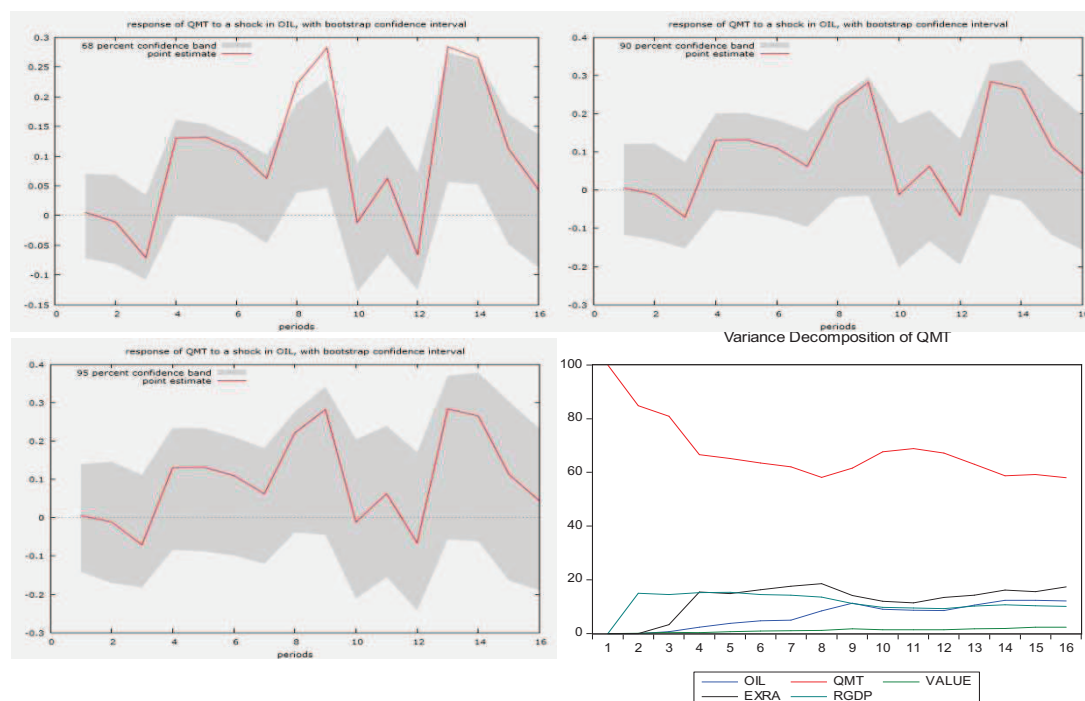 response of QMT to a shock in OIL, with bootstrap confidence interval
68 percent confidence band
point estimate
0.3
0.25
0.2
0.15
0.1
0.05
0
-0.05
-0.1
-0.15
0 2 4 6 8 10 12 14 16
periods
response of QMT to a shock in OIL, with bootstrap confidence interval
90 percent confidence band
point estimate
0.4
0.3
0.2
0.1
0
-0.1
-0.2
-0.3
0 2 4 6 8 10 12 14 16
periods
response of QMT to a shock in OIL, with bootstrap confidence interval
95 percent confidence band
point estimate
0.4
0.3
0.2
0.1
0
-0.1
-0.2
-0.3
0 2 4 6 8 10 12 14 16
periods
Variance Decomposition of QMT
100
80
60
40
20
0
1 2 3 4 5 6 7 8 9 10 11 12 13 14 15 16
OIL QMT VALUE
EXRA RGDP